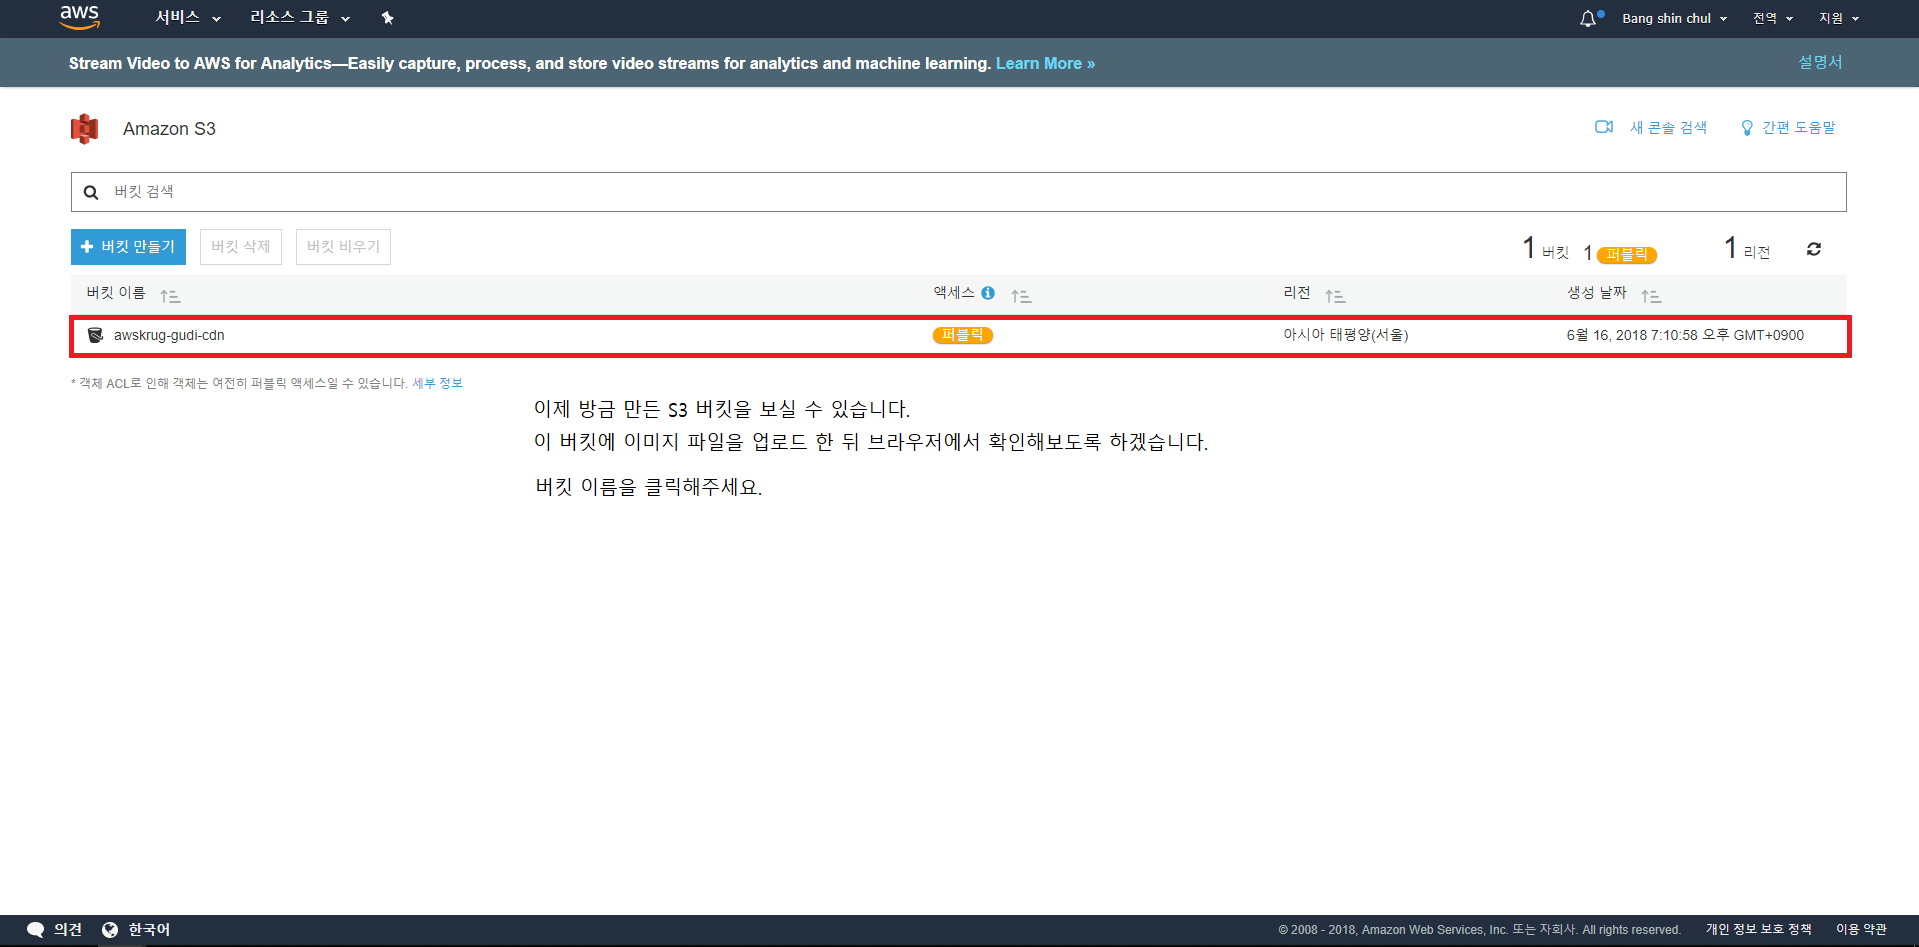 aws 서비스 리소스 그룹 Bang shin chul 전역 지원
Stream Video to AWS for Analytics—Easily capture, process, and store video streams for analytics and machine learning. Learn More » 설명서
Amazon S3 새 콘솔 검색 간편 도움말
버킷 검색
+ 버킷 만들기 버킷 삭제 버킷 비우기 1 버킷 1 퍼블릭 1 리전
버킷 이름 액세스 리전 생성 날짜
awskrug-gudi-cdn 퍼블릭 아시아 태평양(서울) 6월 16, 2018 7:10:58 오후 GMT+0900
* 객체 ACL로 인해 객체는 여전히 퍼블릭 액세스일 수 있습니다. 세부 정보
이제 방금 만든 S3 버킷을 보실 수 있습니다.
이 버킷에 이미지 파일을 업로드 한 뒤 브라우저에서 확인해보도록 하겠습니다.
버킷 이름을 클릭해주세요.
의견 한국어 © 2008 - 2018, Amazon Web Services, Inc. 또는 자회사. All rights reserved. 개인 정보 보호 정책 이용 약관